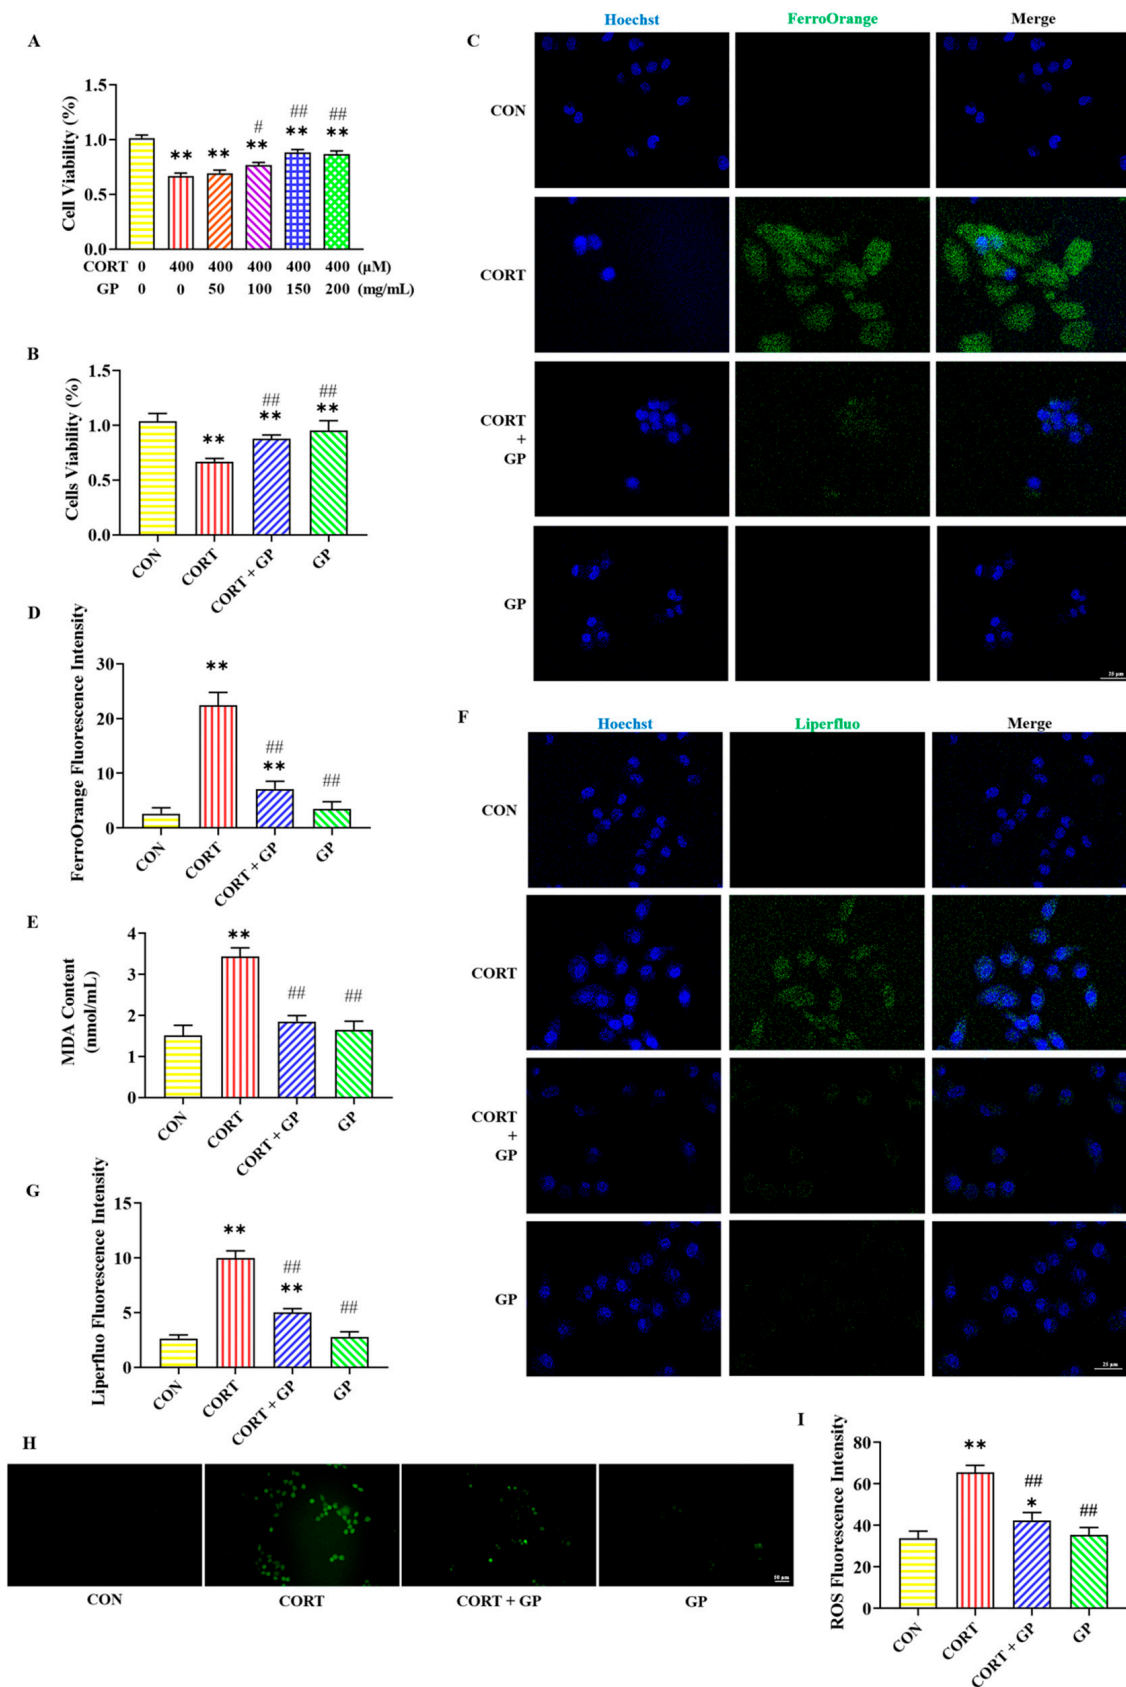 A
Cell Viability (%)
1.5
1.0
0.5
0.0
** ** # ** ## ** ## **
CORT 0 400 400 400 400 400 (μM)
GP 0 0 50 100 150 200 (mg/mL)
B
Cells Viability (%)
1.5
1.0
0.5
0.0
** ## ** ## **
CON CORT CORT + GP GP
C
Hoechst FerroOrange Merge
CON
CORT
CORT
+
GP
GP
25 μm
D
FerroOrange Fluorescence Intensity
30
20
10
0
** ## ** ##
CON CORT CORT + GP GP
E
MDA Content
(nmol/mL)
4
3
2
1
0
** ## ##
CON CORT CORT + GP GP
F
Hoechst Liperfluo Merge
CON
CORT
CORT
+
GP
GP
25 μm
G
Liperfluo Fluorescence Intensity
15
10
5
0
** ## ** ##
CON CORT CORT + GP GP
H
50 μm
CON CORT CORT + GP GP
I
ROS Fluorescence Intensity
80
60
40
20
0
** ## * ##
CON CORT CORT + GP GP